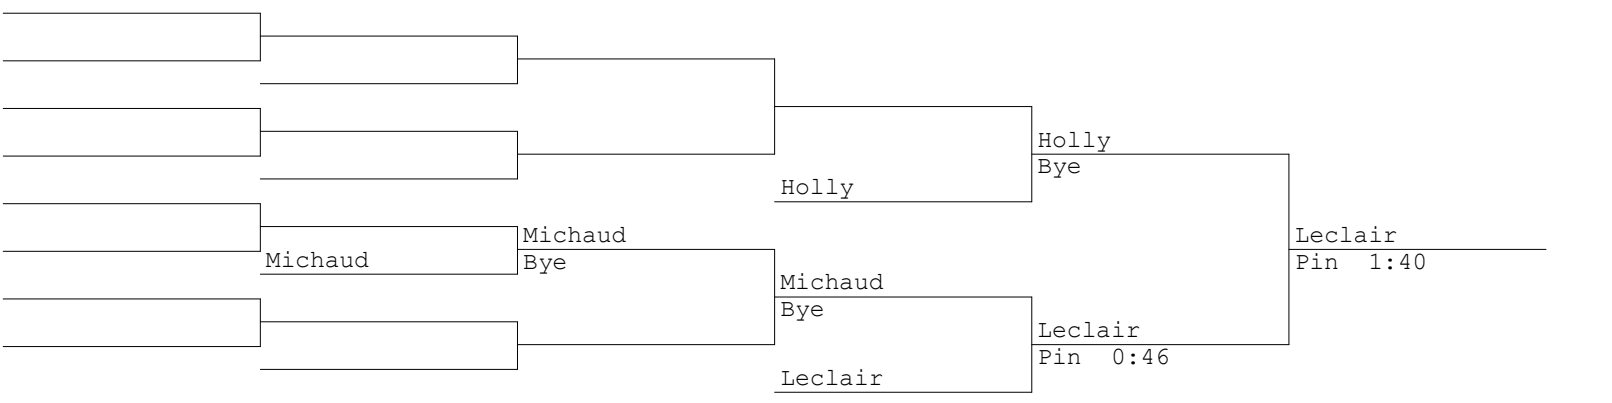 Holly
Bye
Holly
Michaud
Bye
Michaud
Leclair
Pin 1:40
Michaud
Bye
Leclair
Pin 0:46
Leclair